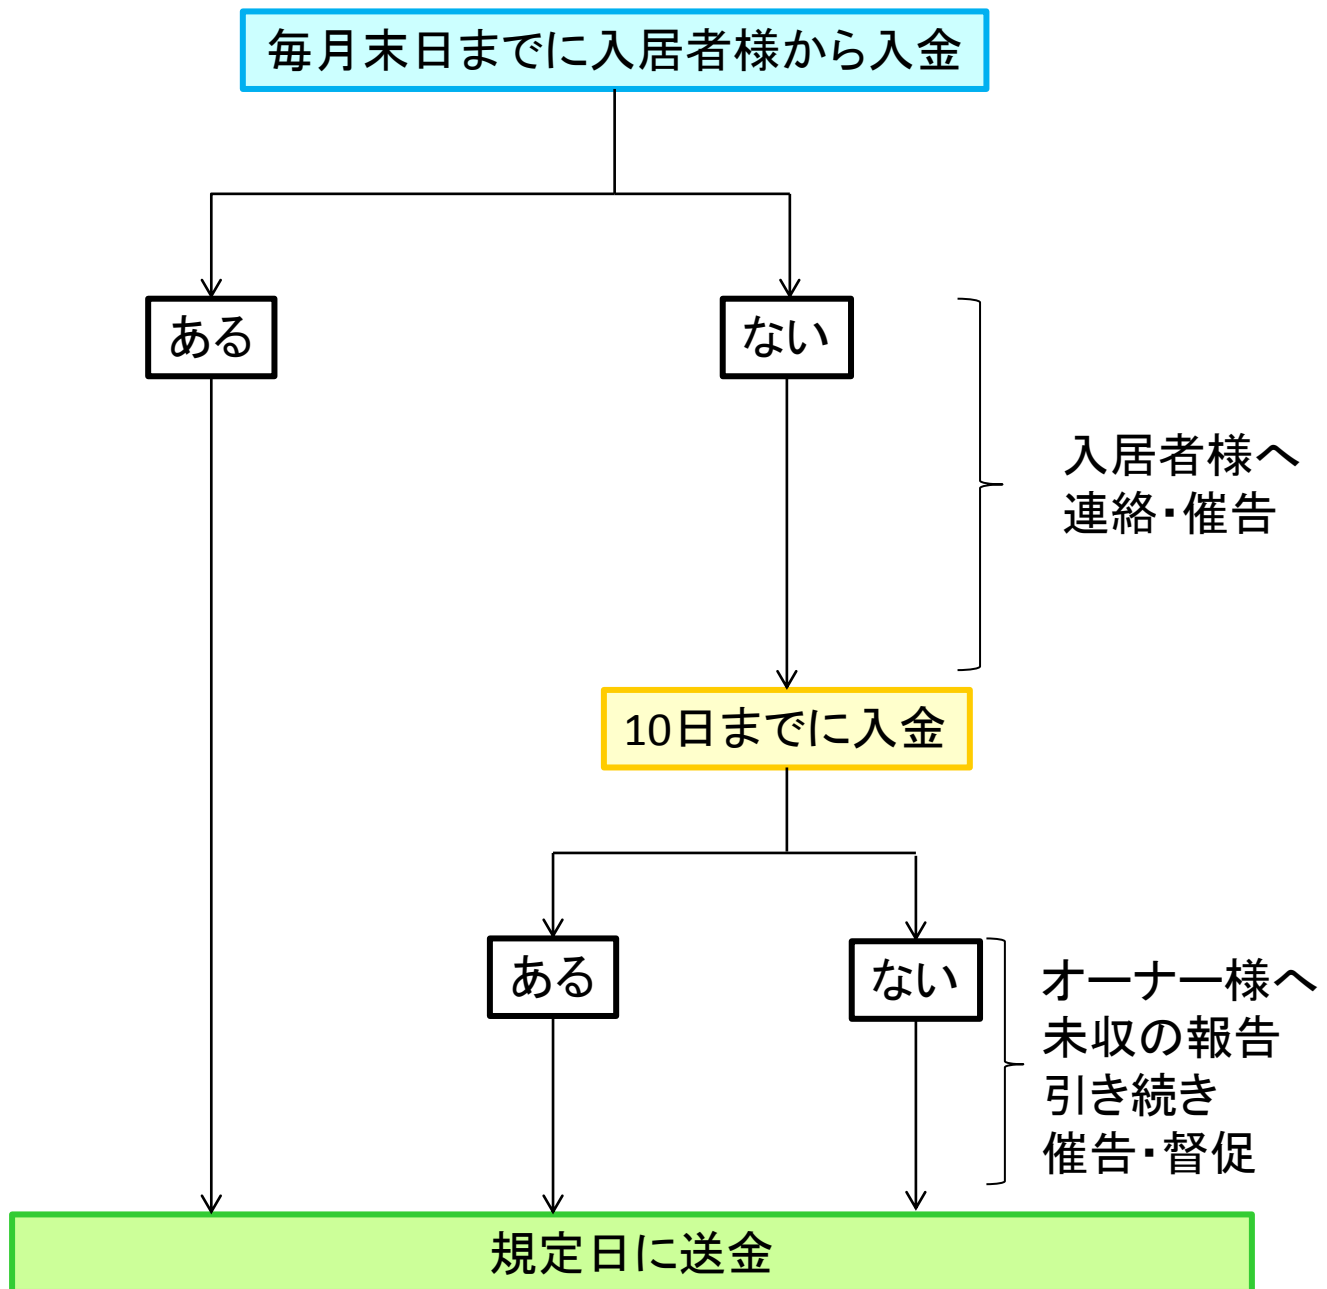 毎月末日までに入居者様から入金
ある
ない
入居者様へ
連絡・催告
10日までに入金
ある
ない
オーナー様へ
未収の報告
引き続き
催告・督促
規定日に送金